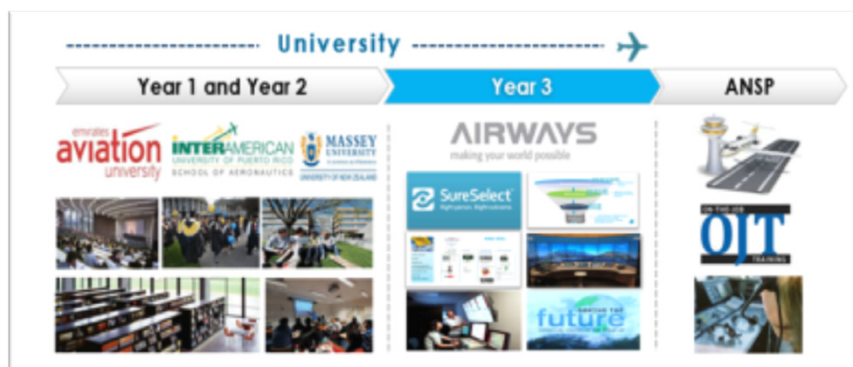 University
Year 1 and Year 2
Year 3
ANSP
emirates
aviation
university
INTERAMERICAN
UNIVERSITY OF PUERTO RICO
SCHOOL OF AERONAUTICS
MASSEY
UNIVERSITY
UNIVERSITY OF NEW ZEALAND
AIRWAYS
making your world possible
SureSelect
future
ON THE JOB
OJT
TRAINING